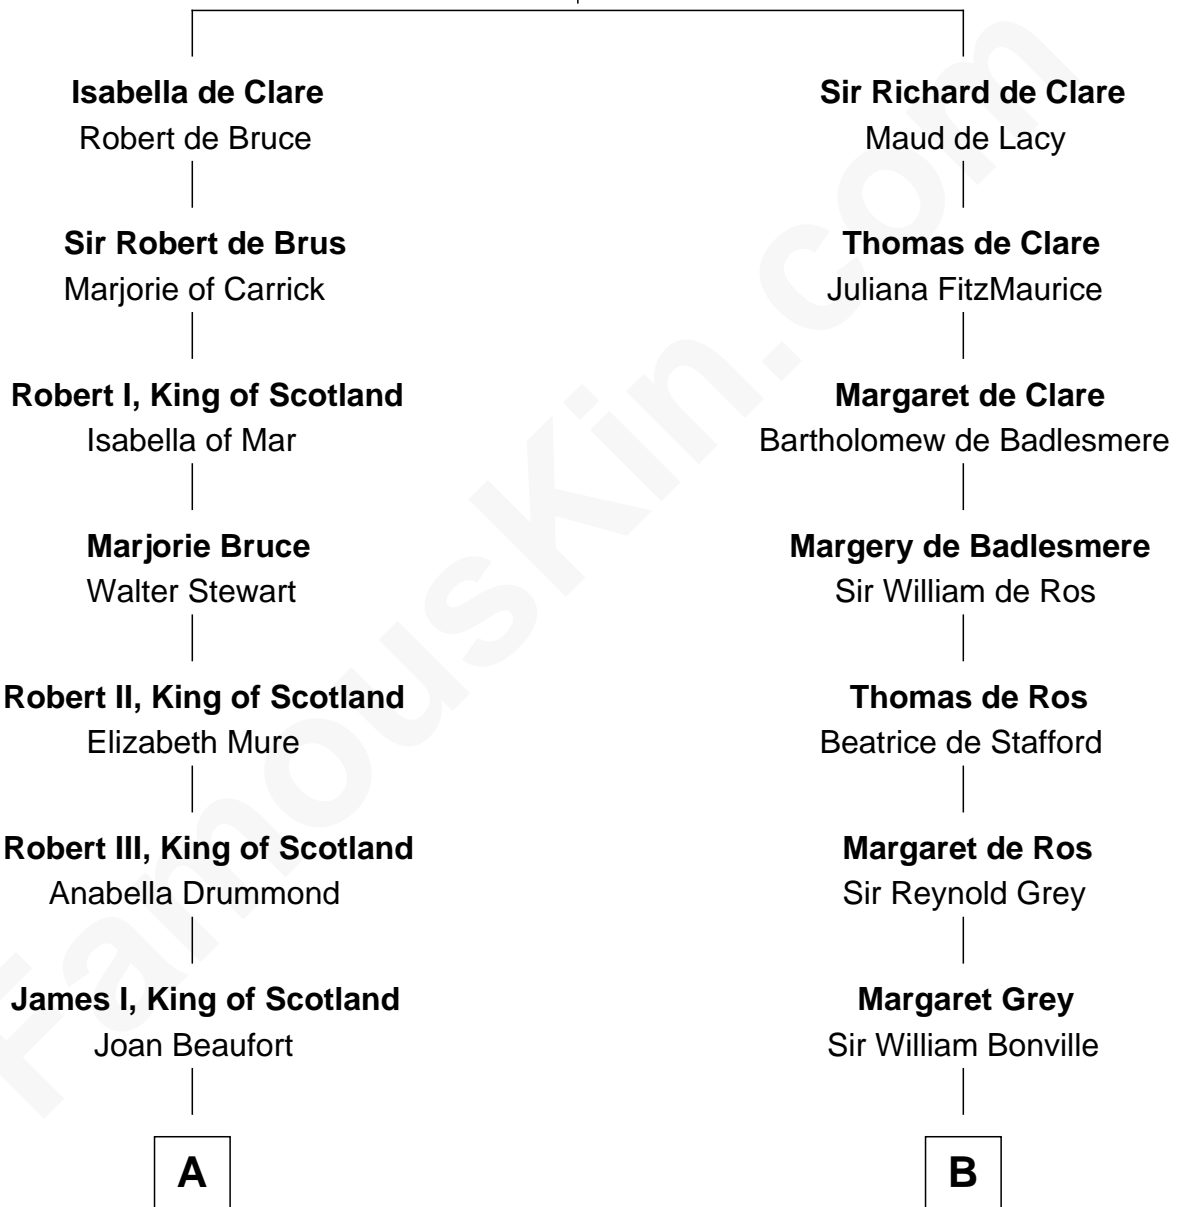 Isabella de Clare
Robert de Bruce
Sir Robert de Brus
Marjorie of Carrick
Robert I, King of Scotland
Isabella of Mar
Marjorie Bruce
Walter Stewart
Robert II, King of Scotland
Elizabeth Mure
Robert III, King of Scotland
Anabella Drummond
James I, King of Scotland
Joan Beaufort
A
Sir Richard de Clare
Maud de Lacy
Thomas de Clare
Juliana FitzMaurice
Margaret de Clare
Bartholomew de Badlesmere
Margery de Badlesmere
Sir William de Ros
Thomas de Ros
Beatrice de Stafford
Margaret de Ros
Sir Reynold Grey
Margaret Grey
Sir William Bonville
B
FamousKin.com